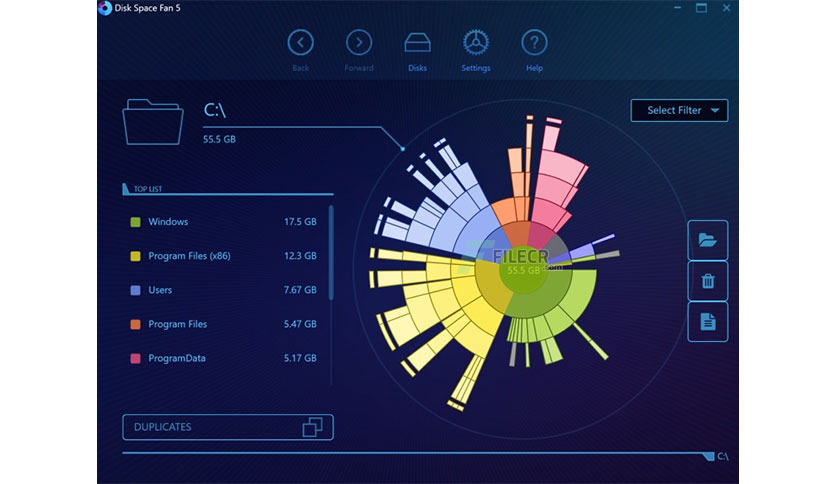 Disk Space Fan 5
Back
Forward
Disks
Settings
Help
C:\
55.5 GB
Select Filter
TOP LIST
Windows 17.5 GB
Program Files (x86) 12.3 GB
Users 7.67 GB
Program Files 5.47 GB
ProgramData 5.17 GB
FILECR
.com
55.5 GB
DUPLICATES
C:\